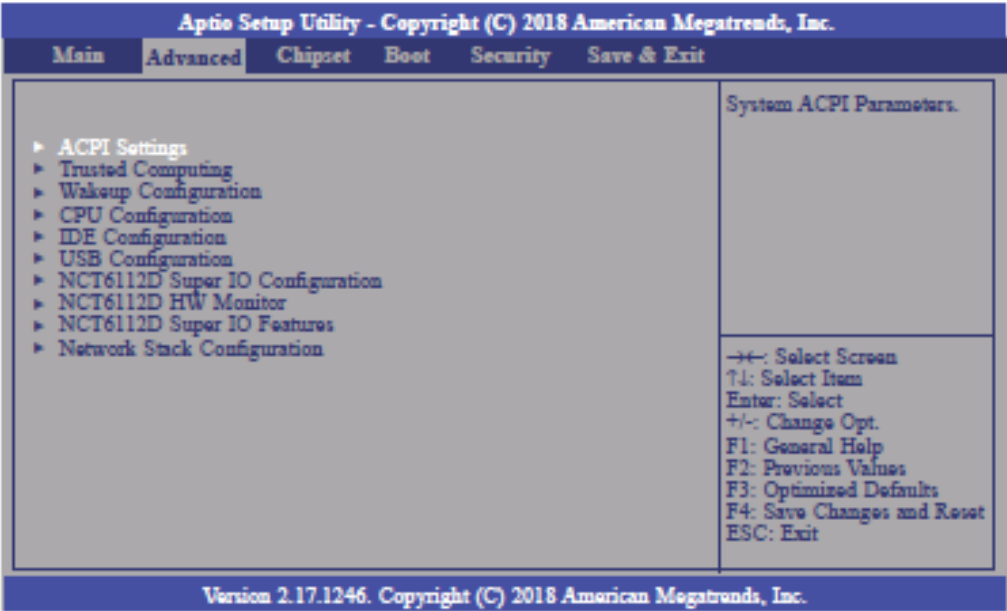 Aptio Setup Utility - Copyright (C) 2018 American Megatrends, Inc.
Main Advanced Chipset Boot Security Save & Exit
► ACPI Settings
► Trusted Computing
► Wakeup Configuration
► CPU Configuration
► IDE Configuration
► USB Configuration
► NCT6112D Super IO Configuration
► NCT6112D HW Monitor
► NCT6112D Super IO Features
► Network Stack Configuration
System ACPI Parameters.
→←: Select Screen
↑↓: Select Item
Enter: Select
+/-: Change Opt.
F1: General Help
F2: Previous Values
F3: Optimized Defaults
F4: Save Changes and Reset
ESC: Exit
Version 2.17.1246. Copyright (C) 2018 American Megatrends, Inc.